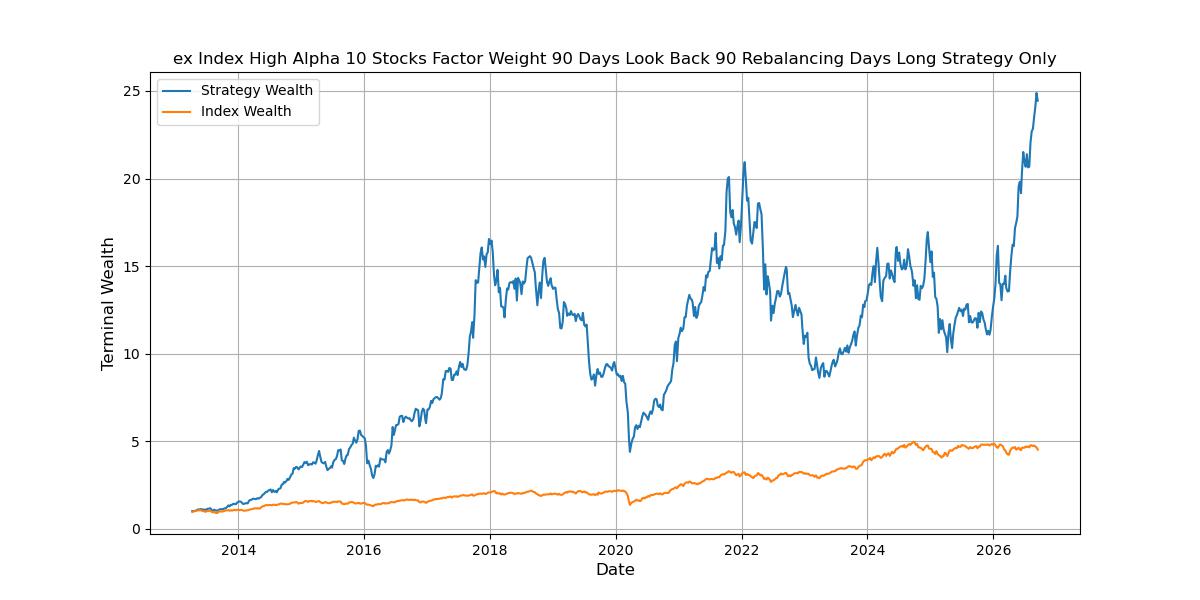 ex Index High Alpha 10 Stocks Factor Weight 90 Days Look Back 90 Rebalancing Days Long Strategy Only
Strategy Wealth
Index Wealth
Terminal Wealth
25
20
15
10
5
0
2014 2016 2018 2020 2022 2024 2026
Date